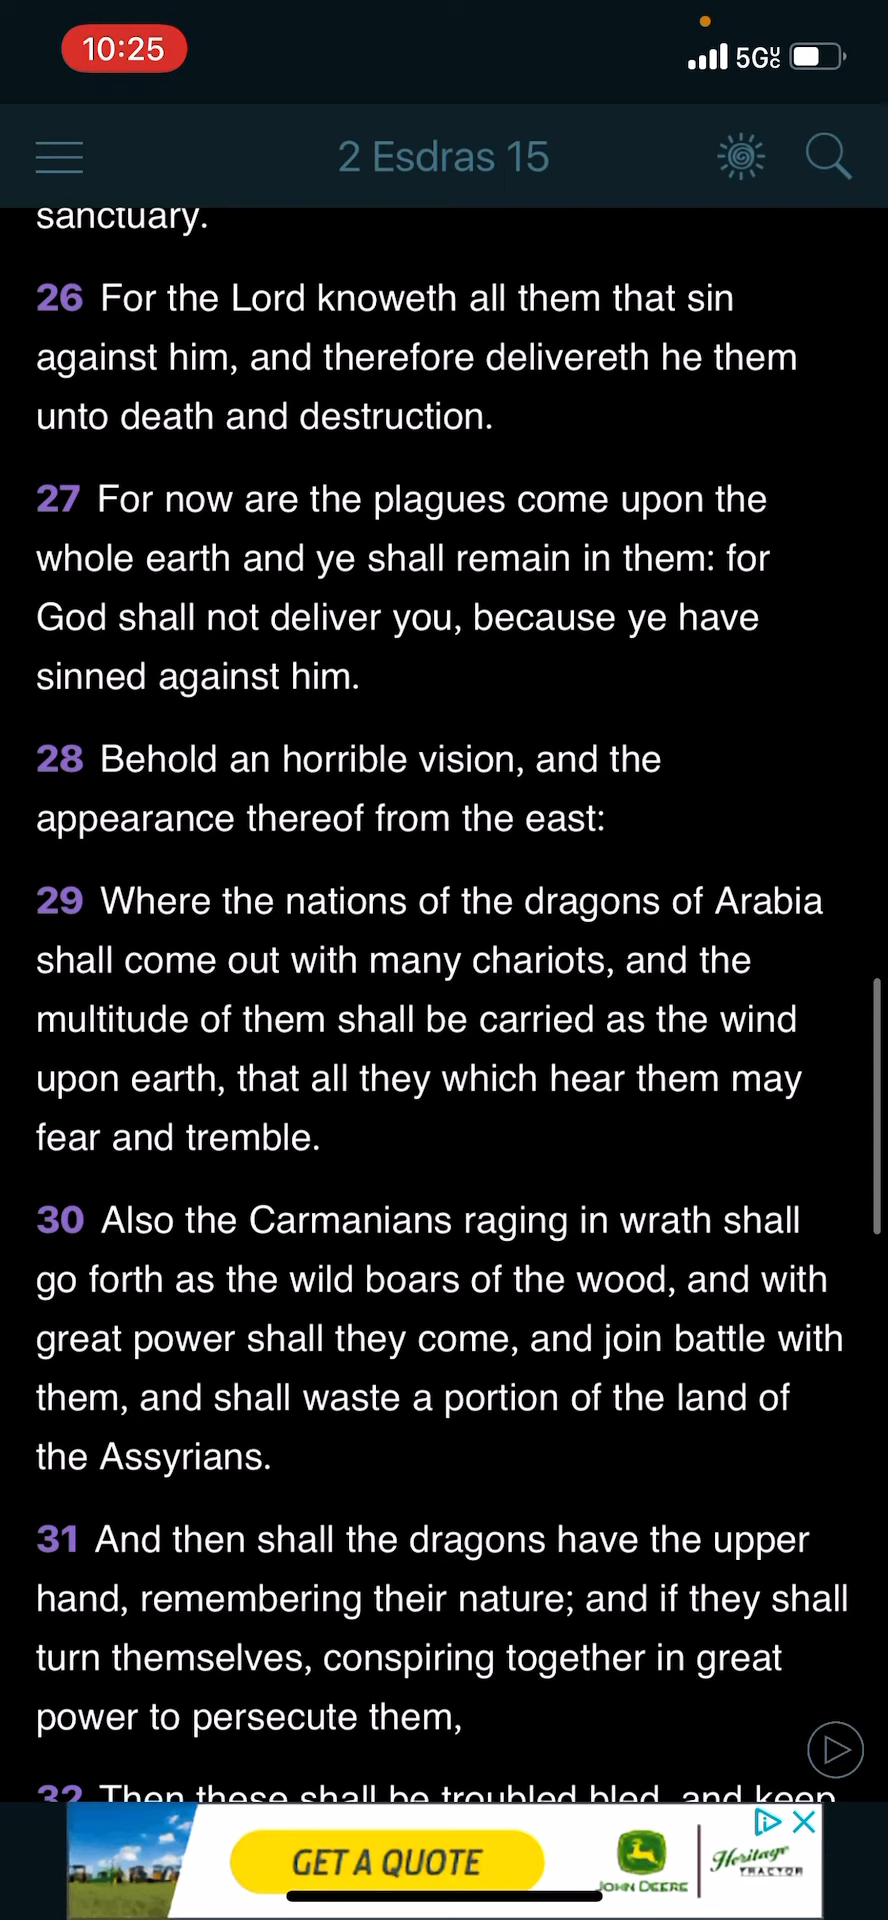 10:25
5G
2 Esdras 15
sanctuary.
26 For the Lord knoweth all them that sin
against him, and therefore delivereth he them
unto death and destruction.
27 For now are the plagues come upon the
whole earth and ye shall remain in them: for
God shall not deliver you, because ye have
sinned against him.
28 Behold an horrible vision, and the
appearance thereof from the east:
29 Where the nations of the dragons of Arabia
shall come out with many chariots, and the
multitude of them shall be carried as the wind
upon earth, that all they which hear them may
fear and tremble.
30 Also the Carmanians raging in wrath shall
go forth as the wild boars of the wood, and with
great power shall they come, and join battle with
them, and shall waste a portion of the land of
the Assyrians.
31 And then shall the dragons have the upper
hand, remembering their nature; and if they shall
turn themselves, conspiring together in great
power to persecute them,
32 Then these shall be troubled bled, and keep
GET A QUOTE
JOHN DEERE
Heritage
TRACTOR